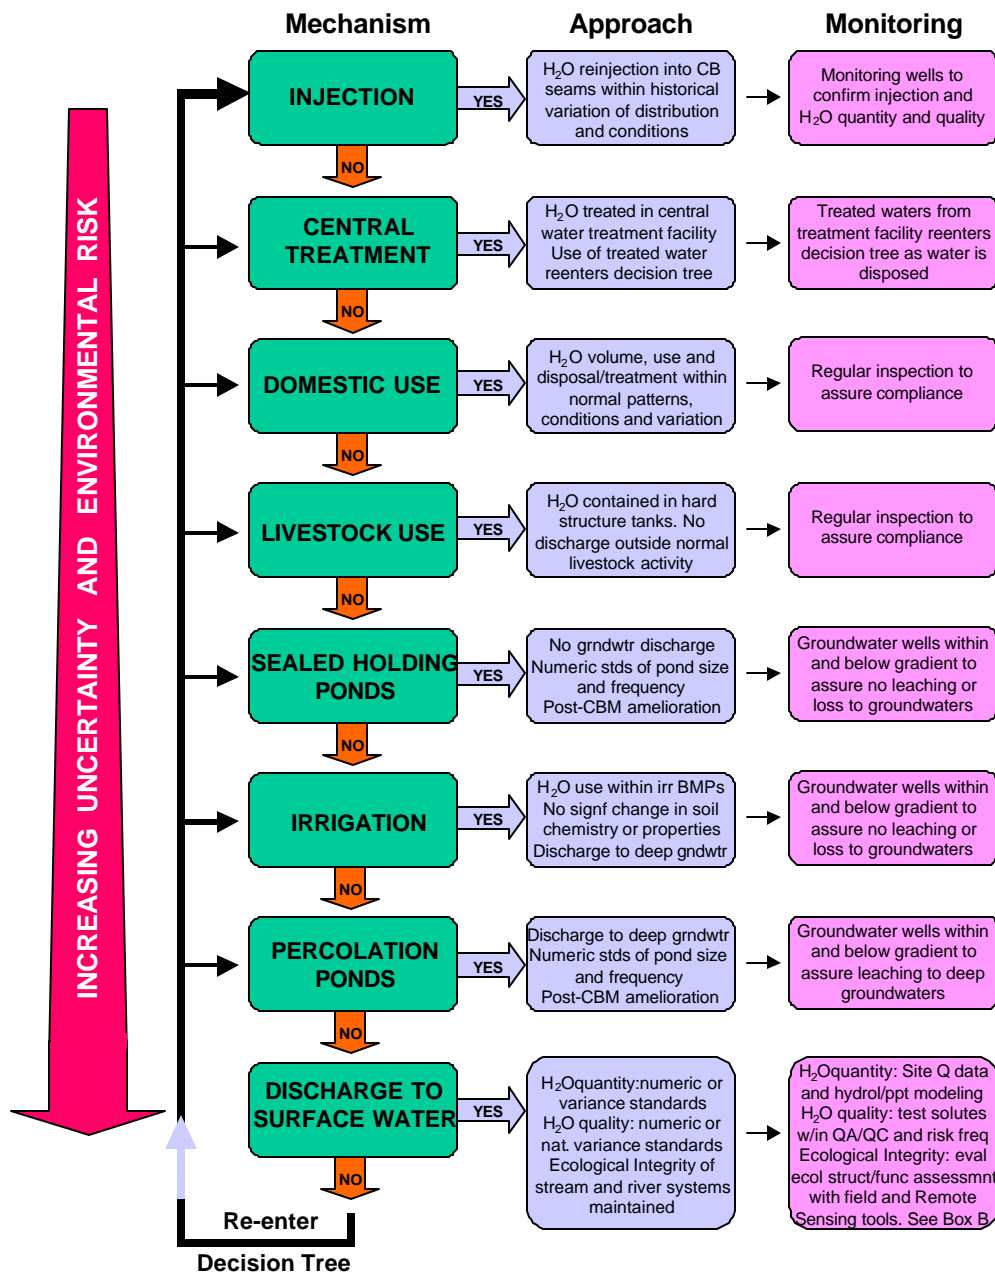 Mechanism
Approach
Monitoring
INCREASING UNCERTAINTY AND ENVIRONMENTAL RISK
INJECTION
YES
H₂O reinjection into CB
seams within historical
variation of distribution
and conditions
Monitoring wells to
confirm injection and
H₂O quantity and quality
NO
CENTRAL
TREATMENT
YES
H₂O treated in central
water treatment facility
Use of treated water
reenters decision tree
Treated waters from
treatment facility reenters
decision tree as water is
disposed
NO
DOMESTIC USE
YES
H₂O volume, use and
disposal/treatment within
normal patterns,
conditions and variation
Regular inspection to
assure compliance
NO
LIVESTOCK USE
YES
H₂O contained in hard
structure tanks. No
discharge outside normal
livestock activity
Regular inspection to
assure compliance
NO
SEALED HOLDING
PONDS
YES
No grndwtr discharge
Numeric stds of pond size
and frequency
Post-CBM amelioration
Groundwater wells within
and below gradient to
assure no leaching or
loss to groundwaters
NO
IRRIGATION
YES
H₂O use within irr BMPs
No signf change in soil
chemistry or properties
Discharge to deep gndwtr
Groundwater wells within
and below gradient to
assure no leaching or
loss to groundwaters
NO
PERCOLATION
PONDS
YES
Discharge to deep grndwtr
Numeric stds of pond size
and frequency
Post-CBM amelioration
Groundwater wells within
and below gradient to
assure leaching to deep
groundwaters
NO
DISCHARGE TO
SURFACE WATER
YES
H₂Oquantity:numeric or
variance standards
H₂O quality: numeric or
nat. variance standards
Ecological Integrity of
stream and river systems
maintained
H₂Oquantity: Site Q data
and hydrol/ppt modeling
H₂O quality: test solutes
w/in QA/QC and risk freq
Ecological Integrity: eval
ecol struct/func assessmnt
with field and Remote
Sensing tools. See Box B
NO
Re-enter
Decision Tree